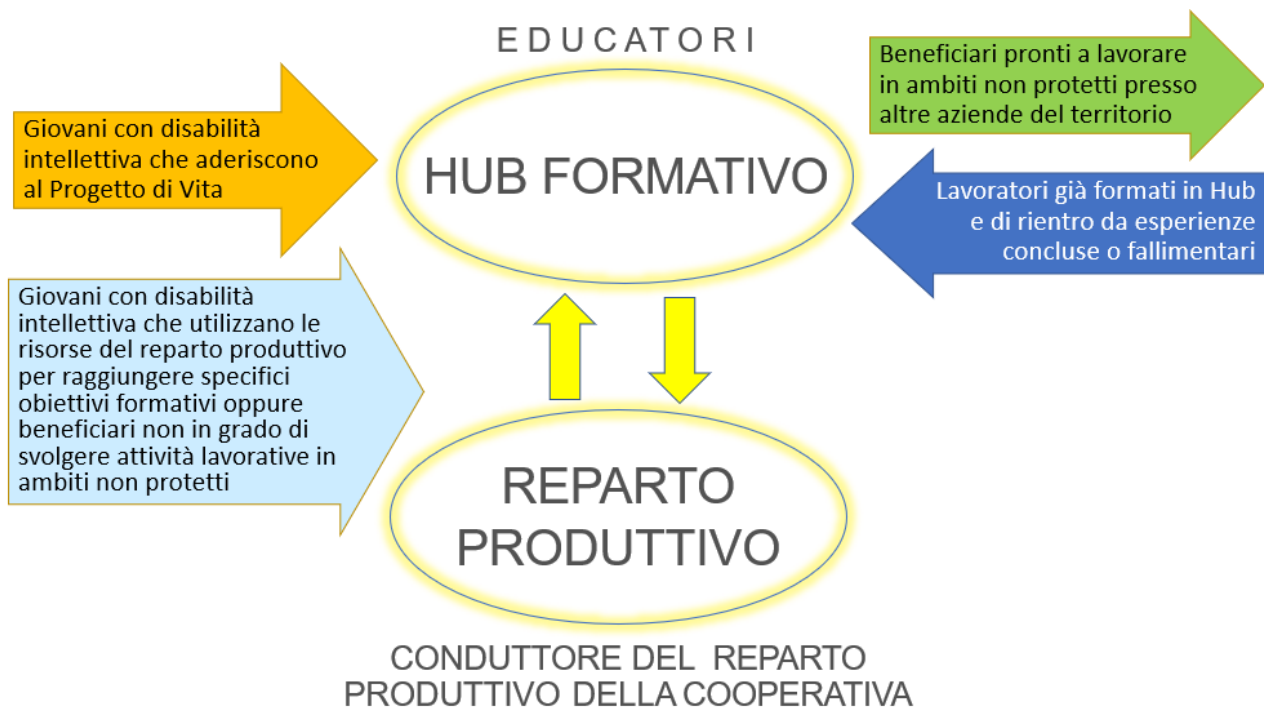 EDUCATORI
Giovani con disabilità
intellettiva che aderiscono
al Progetto di Vita
HUB FORMATIVO
Beneficiari pronti a lavorare
in ambiti non protetti presso
altre aziende del territorio
Lavoratori già formati in Hub
e di rientro da esperienze
concluse o fallimentari
Giovani con disabilità
intellettiva che utilizzano le
risorse del reparto produttivo
per raggiungere specifici
obiettivi formativi oppure
beneficiari non in grado di
svolgere attività lavorative in
ambiti non protetti
REPARTO
PRODUTTIVO
CONDUTTORE DEL REPARTO
PRODUTTIVO DELLA COOPERATIVA